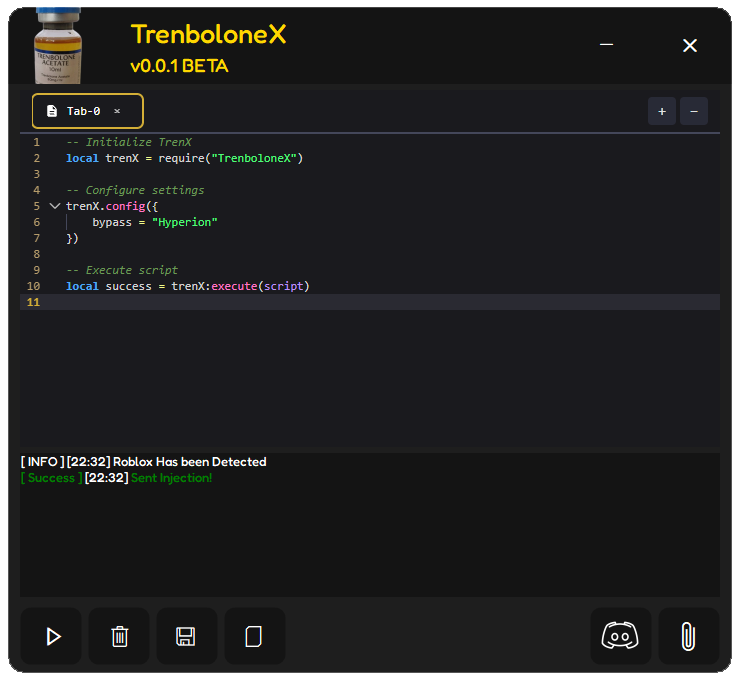 TRENBOLONE
ACETATE
10ml
TrenboloneX
v0.0.1 BETA
Tab-0 ×
+ −
1 -- Initialize TrenX
2 local trenX = require("TrenboloneX")
3
4 -- Configure settings
5 trenX.config({
6 bypass = "Hyperion"
7 })
8
9 -- Execute script
10 local success = trenX:execute(script)
11
[ INFO ] [22:32] Roblox Has been Detected
[ Success ] [22:32] Sent Injection!